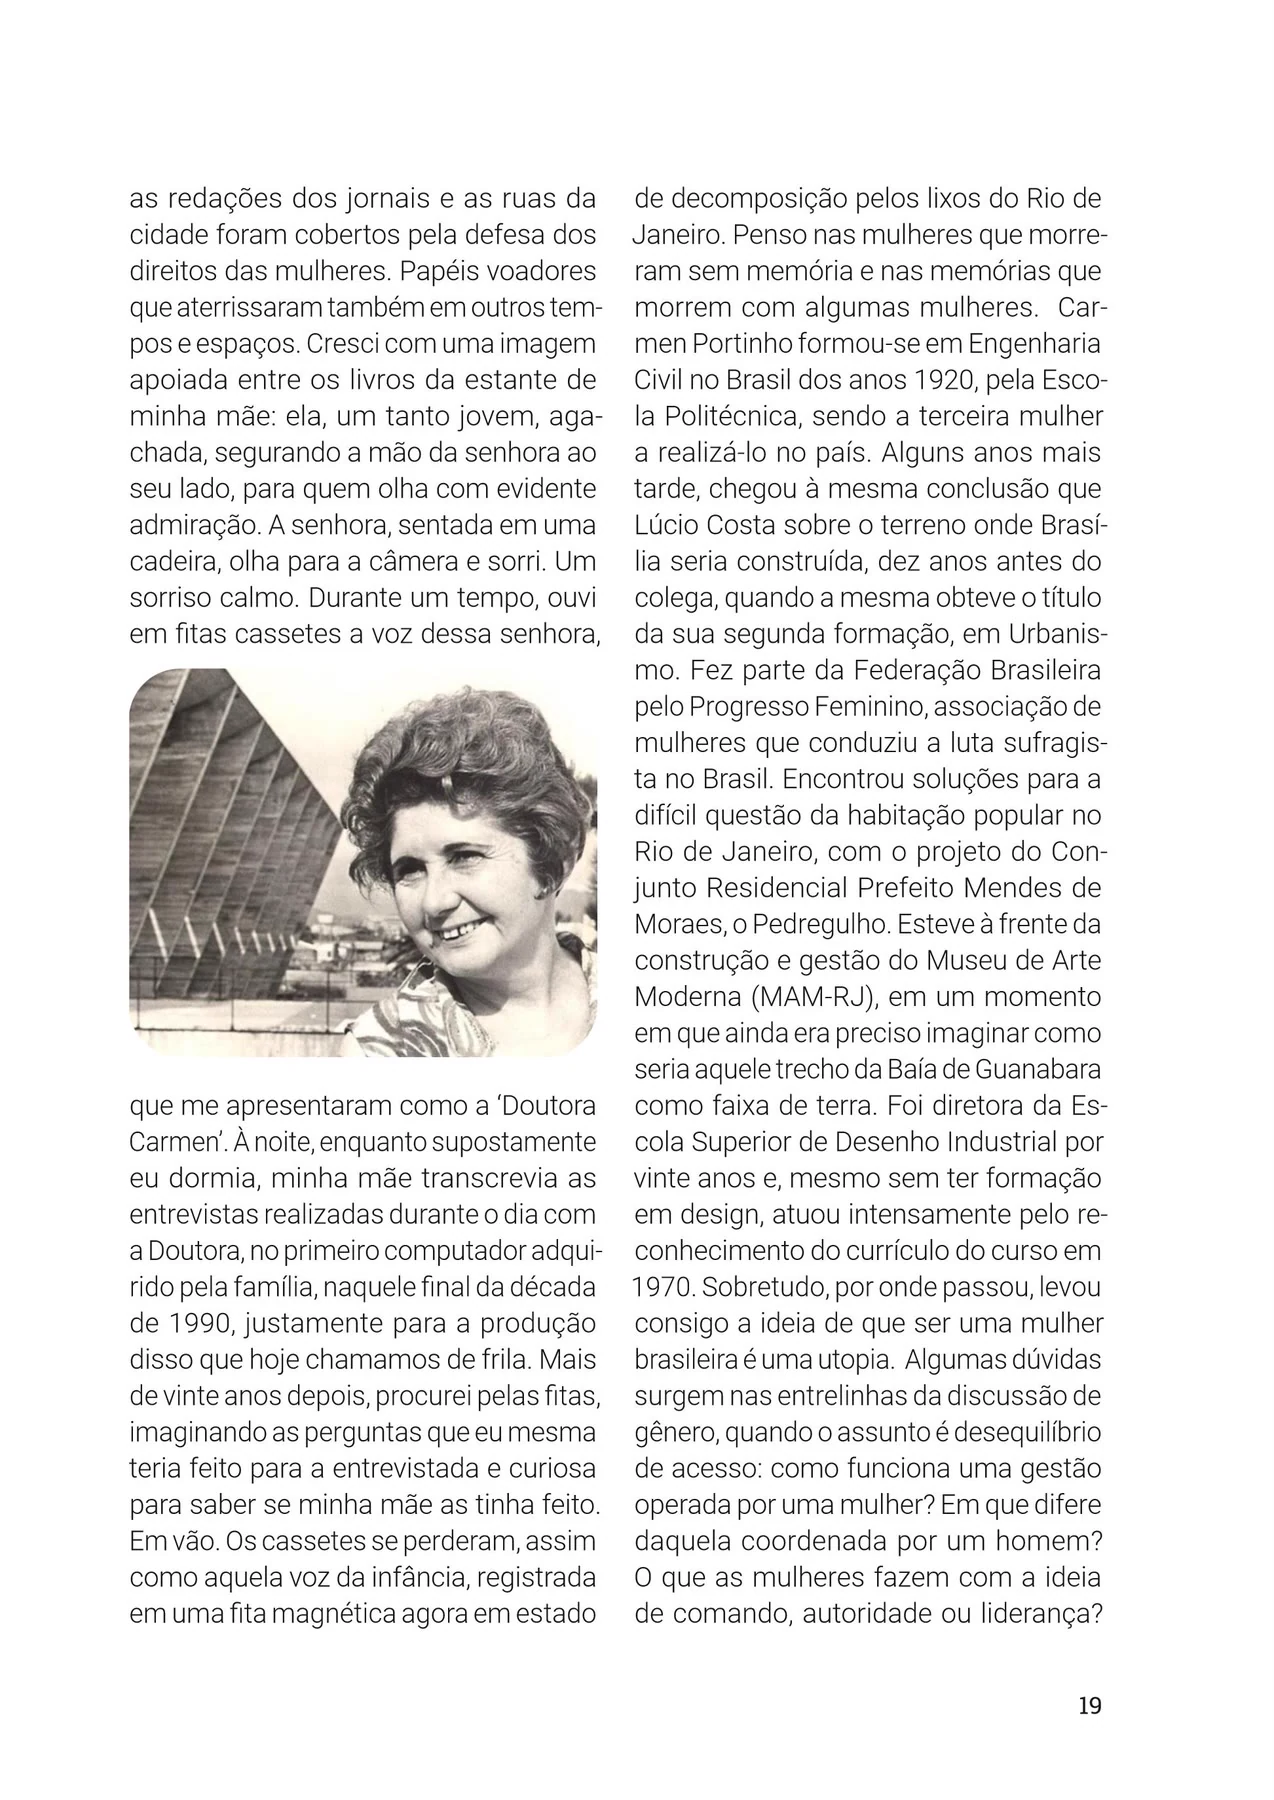 as redações dos jornais e as ruas da
cidade foram cobertos pela defesa dos
direitos das mulheres. Papéis voadores
que aterrissaram também em outros tem-
pos e espaços. Cresci com uma imagem
apoiada entre os livros da estante de
minha mãe: ela, um tanto jovem, aga-
chada, segurando a mão da senhora ao
seu lado, para quem olha com evidente
admiração. A senhora, sentada em uma
cadeira, olha para a câmera e sorri. Um
sorriso calmo. Durante um tempo, ouvi
em fitas cassetes a voz dessa senhora,
que me apresentaram como a ‘Doutora
Carmen’. À noite, enquanto supostamente
eu dormia, minha mãe transcrevia as
entrevistas realizadas durante o dia com
a Doutora, no primeiro computador adqui-
rido pela família, naquele final da década
de 1990, justamente para a produção
disso que hoje chamamos de frila. Mais
de vinte anos depois, procurei pelas fitas,
imaginando as perguntas que eu mesma
teria feito para a entrevistada e curiosa
para saber se minha mãe as tinha feito.
Em vão. Os cassetes se perderam, assim
como aquela voz da infância, registrada
em uma fita magnética agora em estado
de decomposição pelos lixos do Rio de
Janeiro. Penso nas mulheres que morre-
ram sem memória e nas memórias que
morrem com algumas mulheres. Car-
men Portinho formou-se em Engenharia
Civil no Brasil dos anos 1920, pela Esco-
la Politécnica, sendo a terceira mulher
a realizá-lo no país. Alguns anos mais
tarde, chegou à mesma conclusão que
Lúcio Costa sobre o terreno onde Brasí-
lia seria construída, dez anos antes do
colega, quando a mesma obteve o título
da sua segunda formação, em Urbanis-
mo. Fez parte da Federação Brasileira
pelo Progresso Feminino, associação de
mulheres que conduziu a luta sufragis-
ta no Brasil. Encontrou soluções para a
difícil questão da habitação popular no
Rio de Janeiro, com o projeto do Con-
junto Residencial Prefeito Mendes de
Moraes, o Pedregulho. Esteve à frente da
construção e gestão do Museu de Arte
Moderna (MAM-RJ), em um momento
em que ainda era preciso imaginar como
seria aquele trecho da Baía de Guanabara
como faixa de terra. Foi diretora da Es-
cola Superior de Desenho Industrial por
vinte anos e, mesmo sem ter formação
em design, atuou intensamente pelo re-
conhecimento do currículo do curso em
1970. Sobretudo, por onde passou, levou
consigo a ideia de que ser uma mulher
brasileira é uma utopia. Algumas dúvidas
surgem nas entrelinhas da discussão de
gênero, quando o assunto é desequilíbrio
de acesso: como funciona uma gestão
operada por uma mulher? Em que difere
daquela coordenada por um homem?
O que as mulheres fazem com a ideia
de comando, autoridade ou liderança?
19